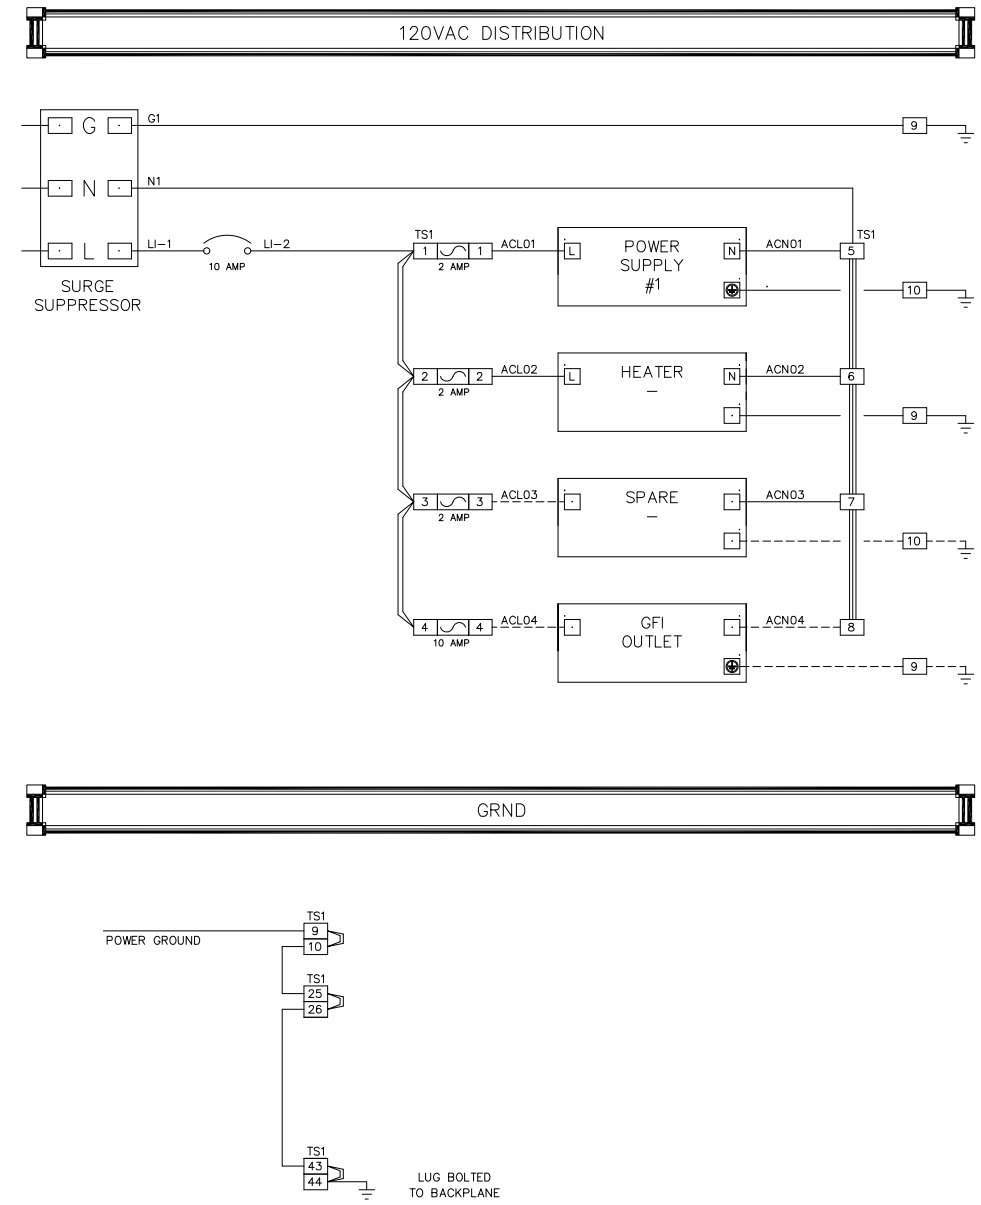 120VAC DISTRIBUTION
G G1 9
N N1
L LI-1 LI-2 TS1 1 1 ACL01 L POWER N ACN01 TS1 5
10 AMP 2 AMP SUPPLY
SURGE #1 10
SUPPRESSOR
2 2 ACL02 L HEATER N ACN02 6
2 AMP – 9
3 3 ACL03 SPARE ACN03 7
2 AMP – 10
4 4 ACL04 GFI ACN04 8
10 AMP OUTLET
9
GRND
TS1
9
POWER GROUND
10
TS1
25
26
TS1
43
44
LUG BOLTED
TO BACKPLANE